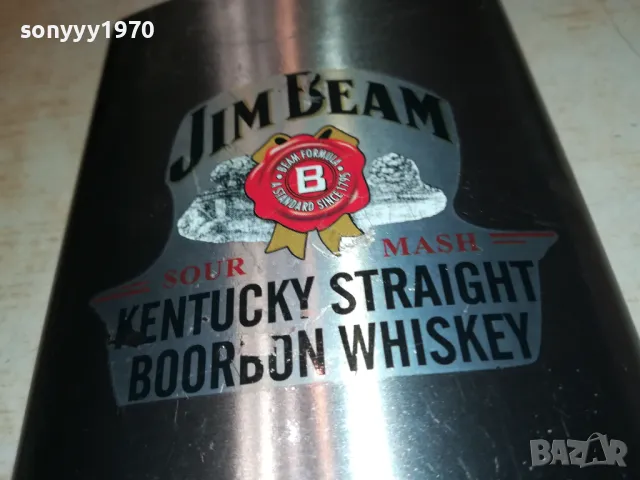 sonyyy1970
JIM BEAM
BEAM FORMULA
B
A STANDARD SINCE 1795
SOUR MASH
KENTUCKY STRAIGHT
BOORBON WHISKEY
BAZAR